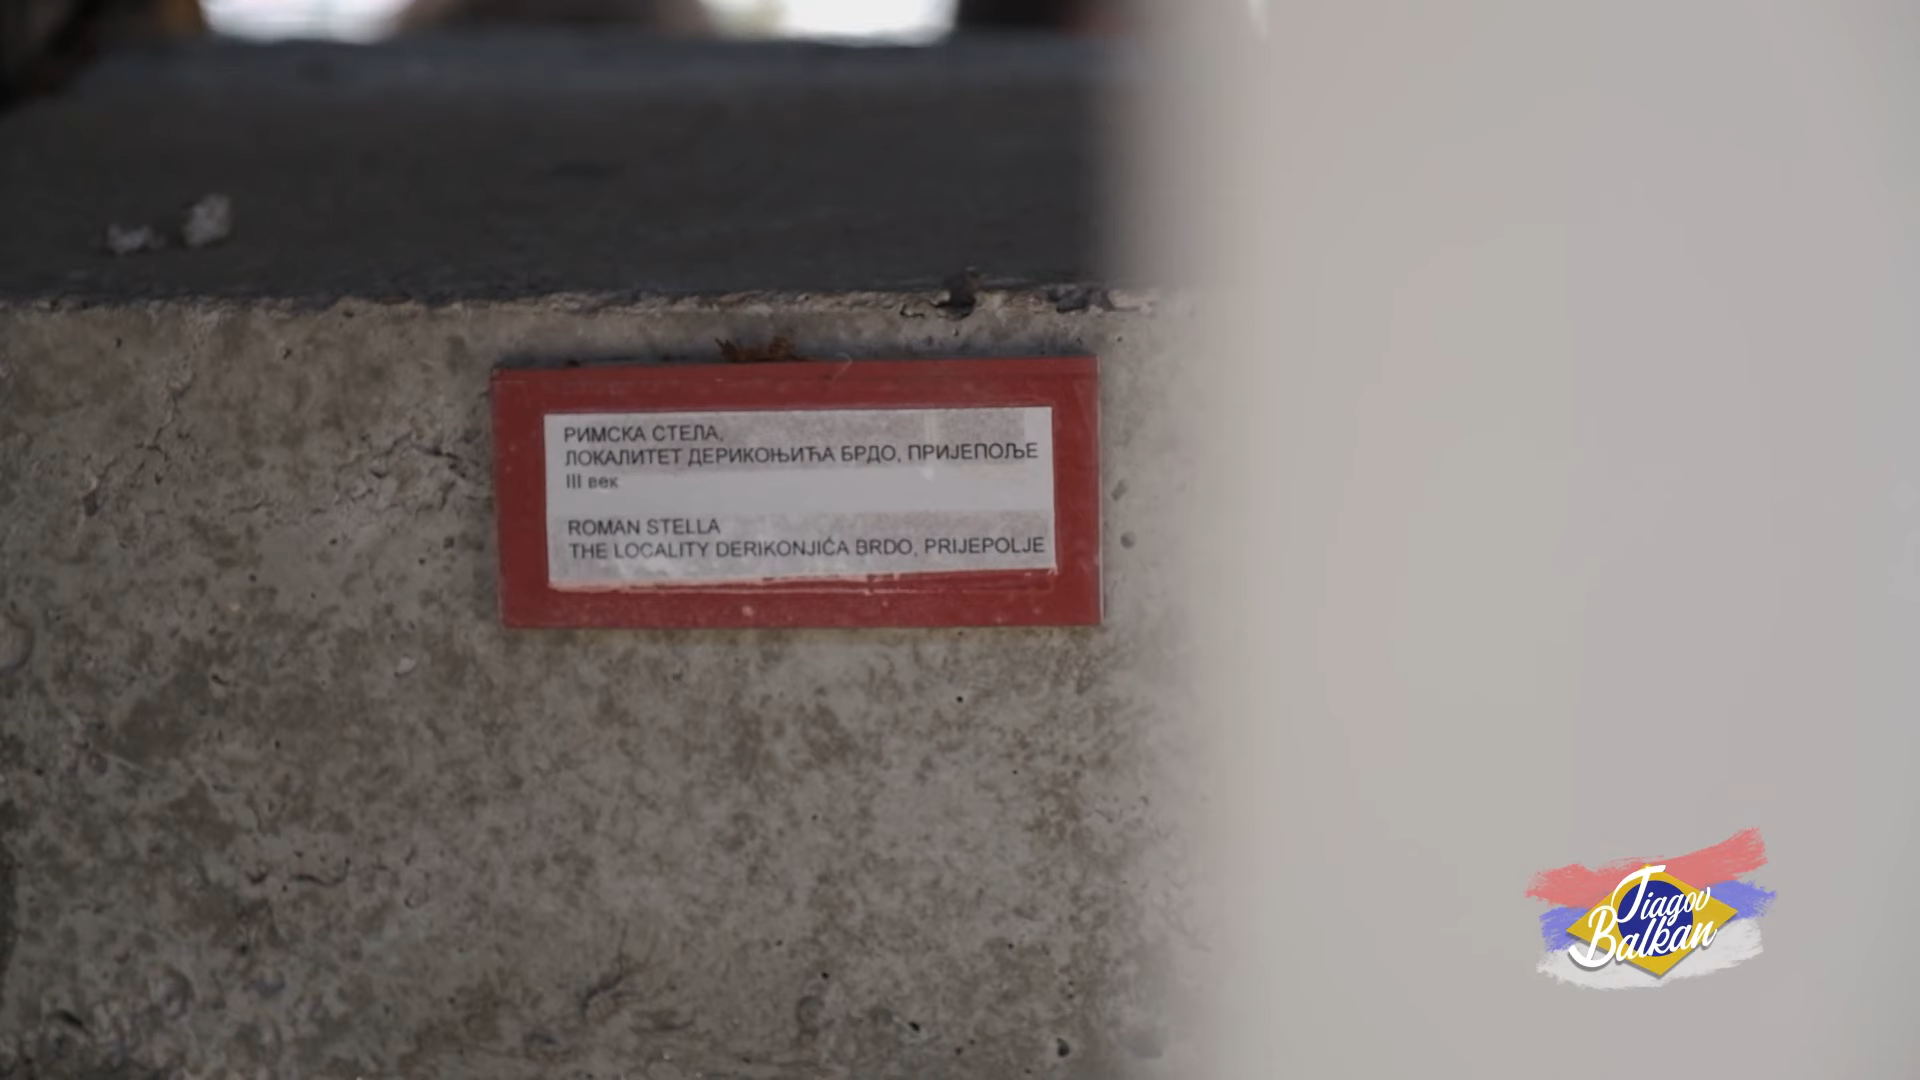 РИМСКА СТЕЛА,
ЛОКАЛИТЕТ ДЕРИКОЊИЋА БРДО, ПРИЈЕПОЉЕ
III век
ROMAN STELLA
THE LOCALITY DERIKONJIĆA BRDO, PRIJEPOLJE
Tiagov
Balkan